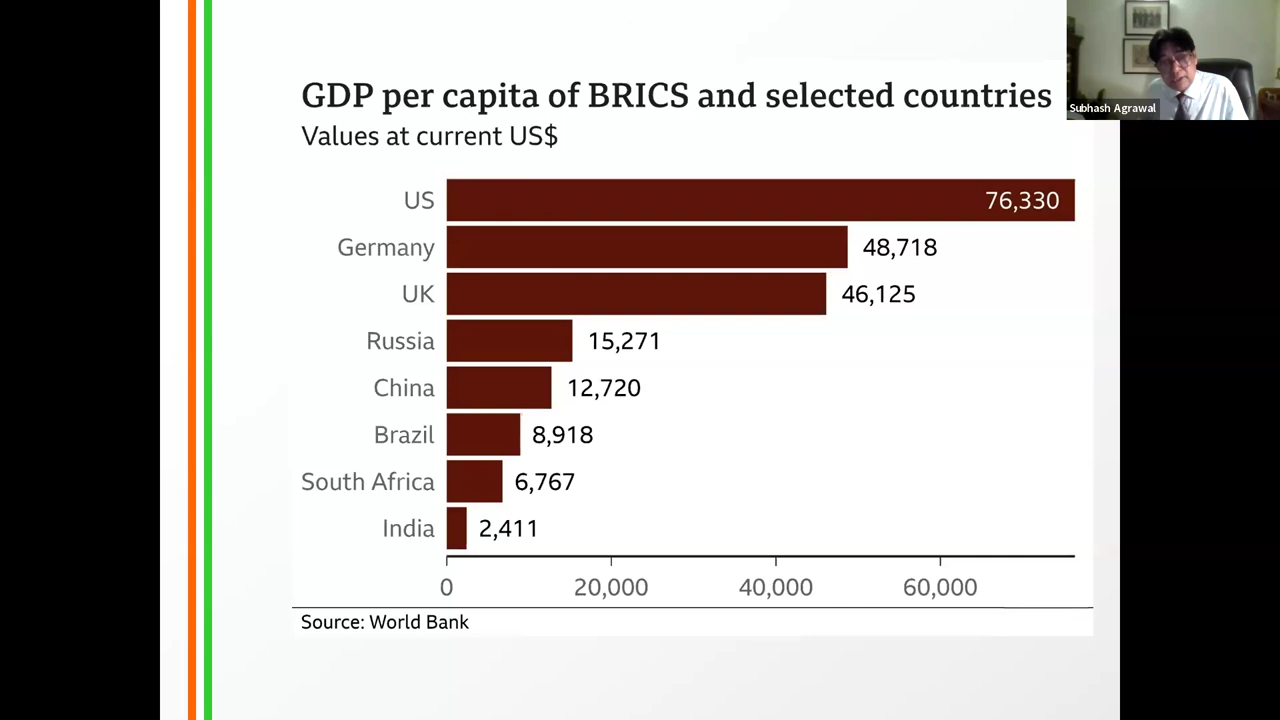 GDP per capita of BRICS and selected countries
Values at current US$
US 76,330
Germany 48,718
UK 46,125
Russia 15,271
China 12,720
Brazil 8,918
South Africa 6,767
India 2,411
0 20,000 40,000 60,000
Source: World Bank
Subhash Agrawal